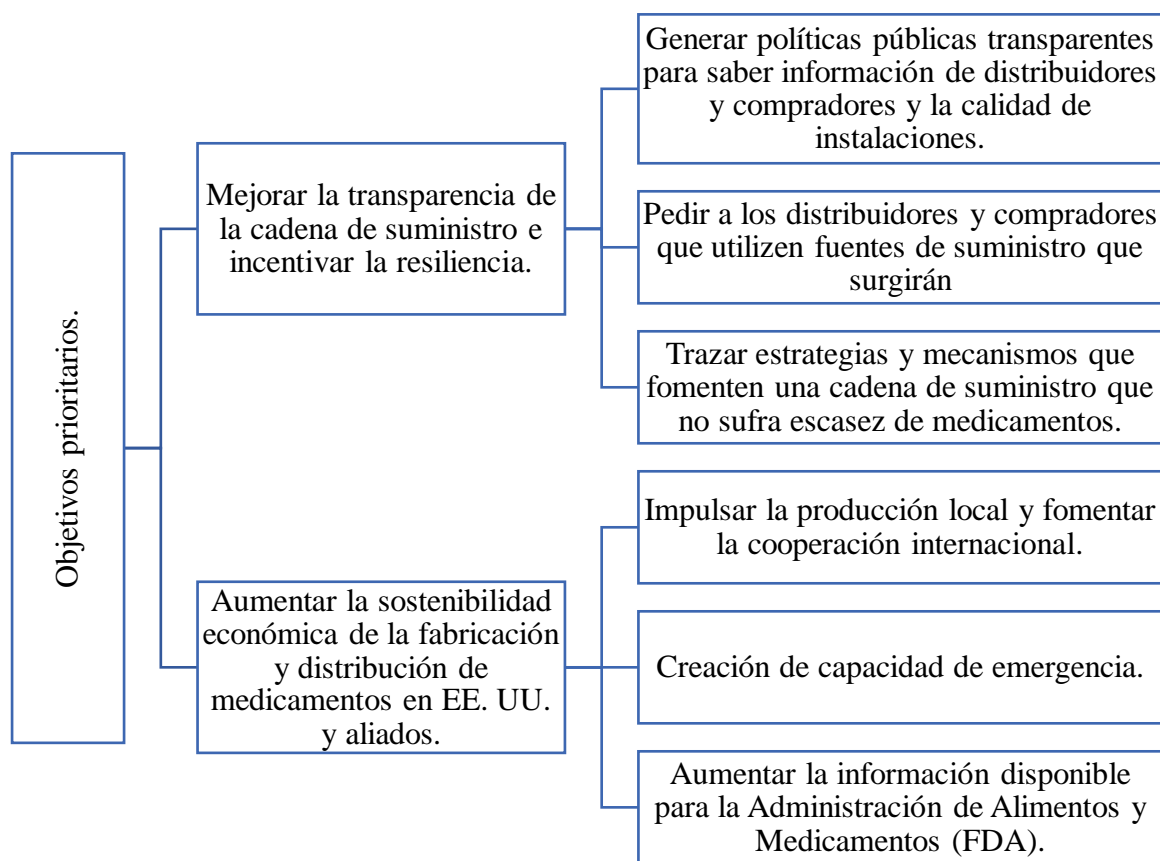 Objetivos prioritarios.
Mejorar la transparencia de
la cadena de suministro e
incentivar la resiliencia.
Generar políticas públicas transparentes
para saber información de distribuidores
y compradores y la calidad de
instalaciones.
Pedir a los distribuidores y compradores
que utilizen fuentes de suministro que
surgirán
Trazar estrategias y mecanismos que
fomenten una cadena de suministro que
no sufra escasez de medicamentos.
Aumentar la sostenibilidad
económica de la fabricación
y distribución de
medicamentos en EE. UU.
y aliados.
Impulsar la producción local y fomentar
la cooperación internacional.
Creación de capacidad de emergencia.
Aumentar la información disponible
para la Administración de Alimentos y
Medicamentos (FDA).